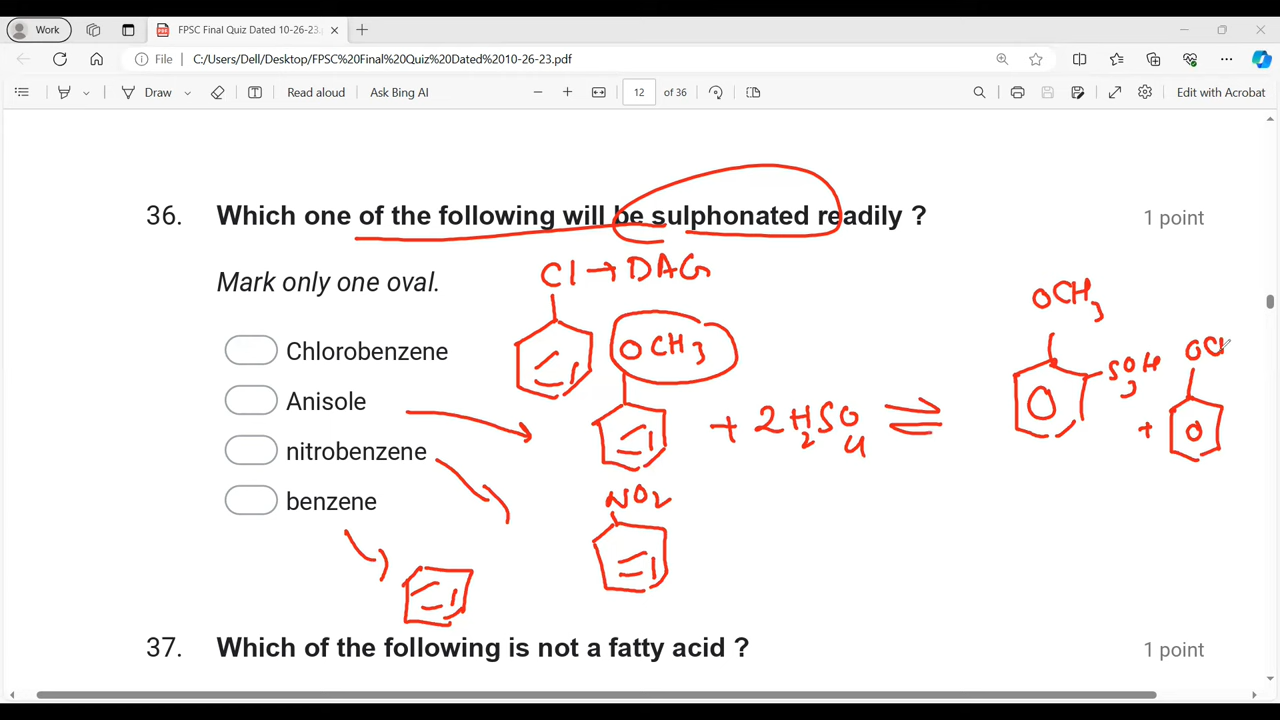 Work
FPSC Final Quiz Dated 10-26-23.
File
C:/Users/Dell/Desktop/FPSC%20Final%20Quiz%20Dated%2010-26-23.pdf
Draw
Read aloud
Ask Bing AI
12
of 36
Edit with Acrobat
36. Which one of the following will be sulphonated readily ? 1 point
Mark only one oval.
Cl → DAG
OCH3
Chlorobenzene
OCH3
OCH
SO3H
Anisole
+ 2H2SO4 ⇌
+
nitrobenzene
NO2
benzene
37. Which of the following is not a fatty acid ? 1 point